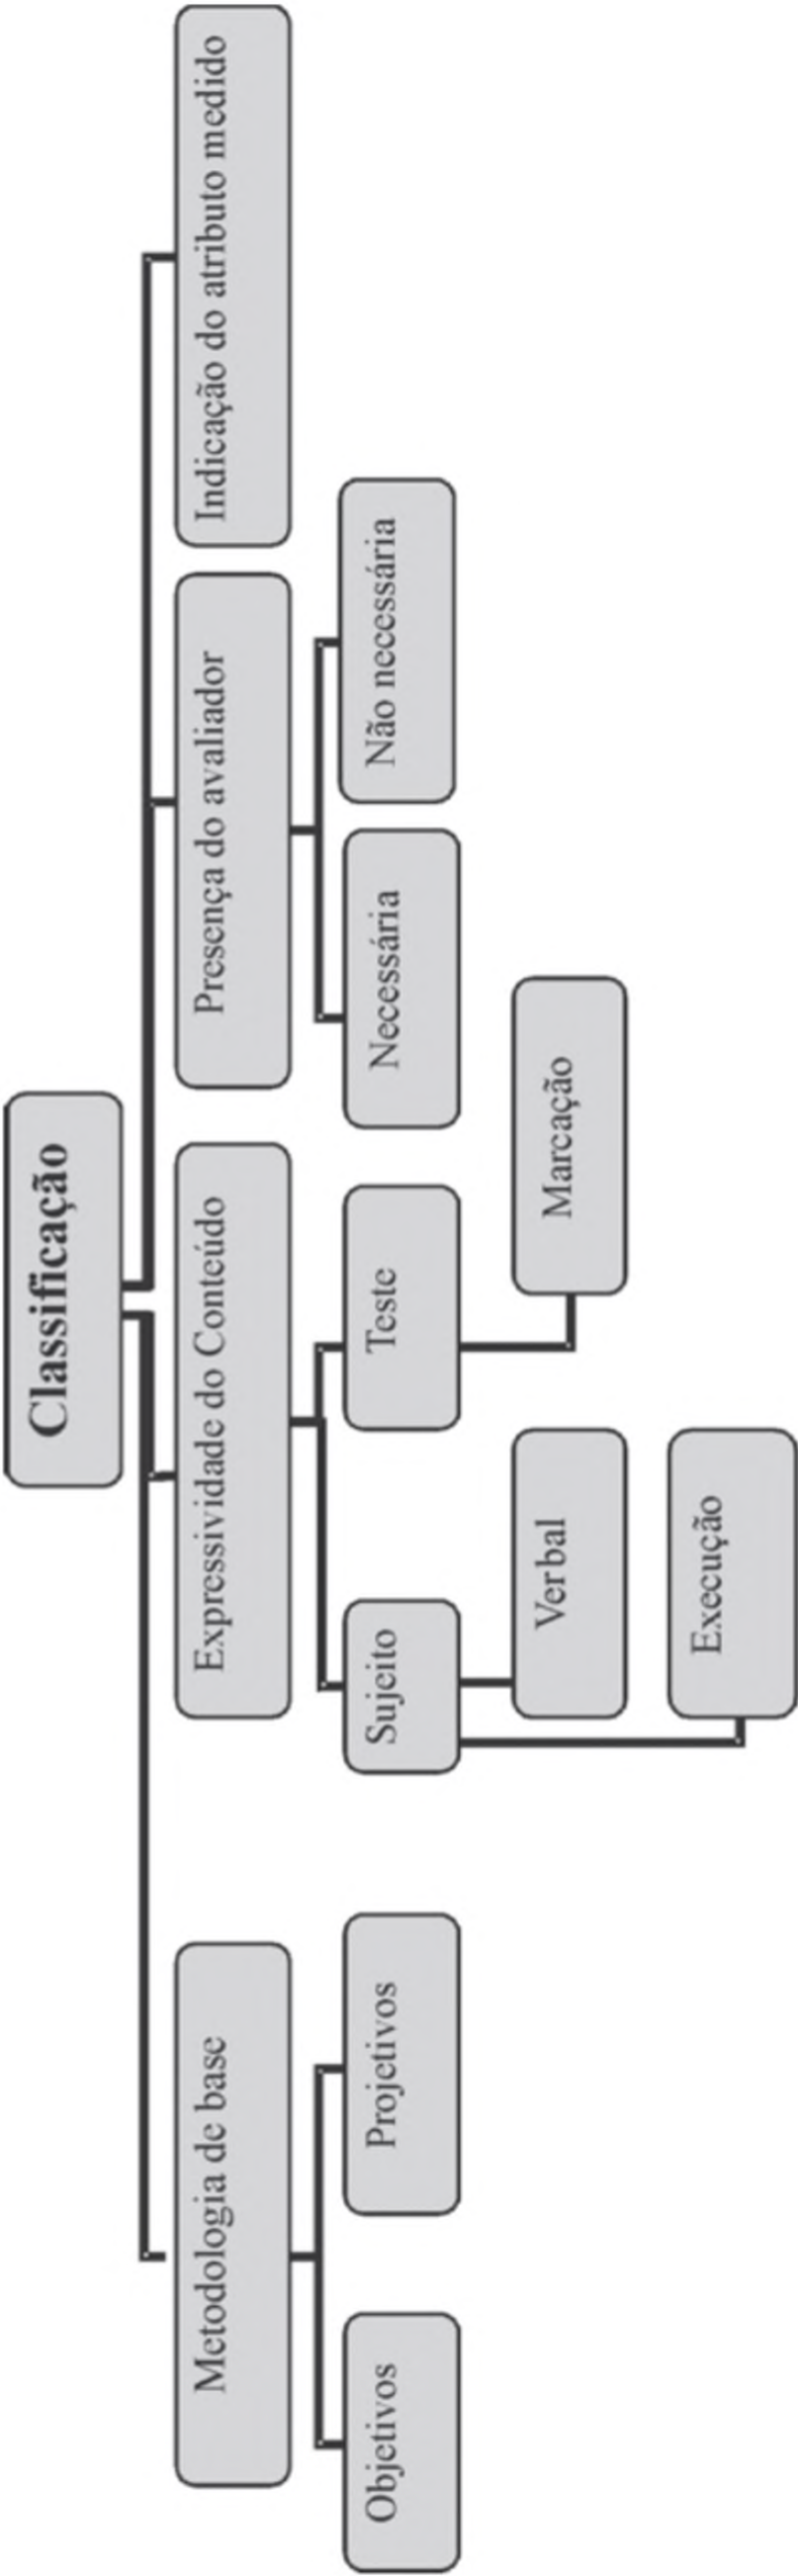 Classificação
Metodologia de base
Expressividade do Conteúdo
Presença do avaliador
Indicação do atributo medido
Objetivos
Projetivos
Sujeito
Teste
Necessária
Não necessária
Verbal
Marcação
Execução